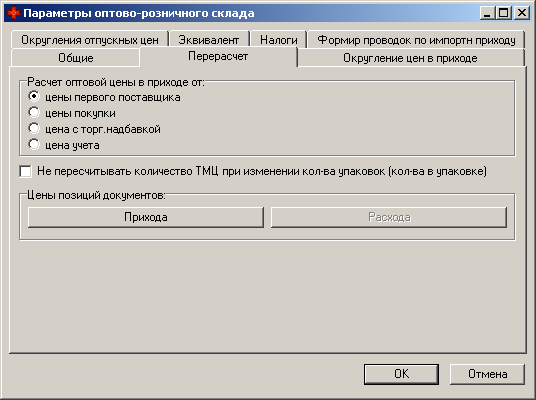 Параметры оптово-розничного склада
Округления отпускных цен Эквивалент Налоги Формир проводок по импортн приходу
Общие Перерасчет Округление цен в приходе
Расчет оптовой цены в приходе от:
цены первого поставщика
цены покупки
цена с торг.надбавкой
цена учета
Не пересчитывать количество ТМЦ при изменении кол-ва упаковок (кол-ва в упаковке)
Цены позиций документов:
Прихода Расхода
OK Отмена